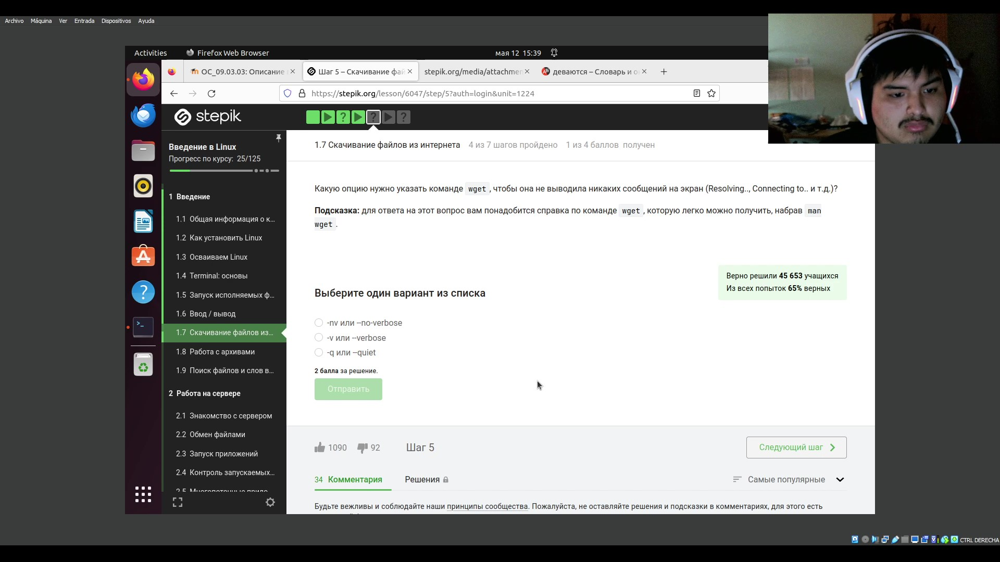 Archivo Máquina Ver Entrada Dispositivos Ayuda
Activities Firefox Web Browser мая 12 15:39
ОС_09.03.03: Описание
Шаг 5 – Скачивание фай
stepik.org/media/attachmen
деваются – Словарь и о
https://stepik.org/lesson/6047/step/5?auth=login&unit=1224
stepik
Введение в Linux
Прогресс по курсу: 25/125
1 Введение
1.1 Общая информация о к...
1.2 Как установить Linux
1.3 Осваиваем Linux
1.4 Terminal: основы
1.5 Запуск исполняемых ф...
1.6 Ввод / вывод
1.7 Скачивание файлов из...
1.8 Работа с архивами
1.9 Поиск файлов и слов в...
2 Работа на сервере
2.1 Знакомство с сервером
2.2 Обмен файлами
2.3 Запуск приложений
2.4 Контроль запускаемых...
1.7 Скачивание файлов из интернета 4 из 7 шагов пройдено 1 из 4 баллов получен
Какую опцию нужно указать команде wget, чтобы она не выводила никаких сообщений на экран (Resolving.., Connecting to.. и т.д.)?
Подсказка: для ответа на этот вопрос вам понадобится справка по команде wget, которую легко можно получить, набрав man
wget.
Верно решили 45 653 учащихся
Из всех попыток 65% верных
Выберите один вариант из списка
-nv или --no-verbose
-v или --verbose
-q или --quiet
2 балла за решение.
Отправить
1090 92 Шаг 5
Следующий шаг
34 Комментария Решения Самые популярные
Будьте вежливы и соблюдайте наши принципы сообщества. Пожалуйста, не оставляйте решения и подсказки в комментариях, для этого есть
CTRL DERECHA